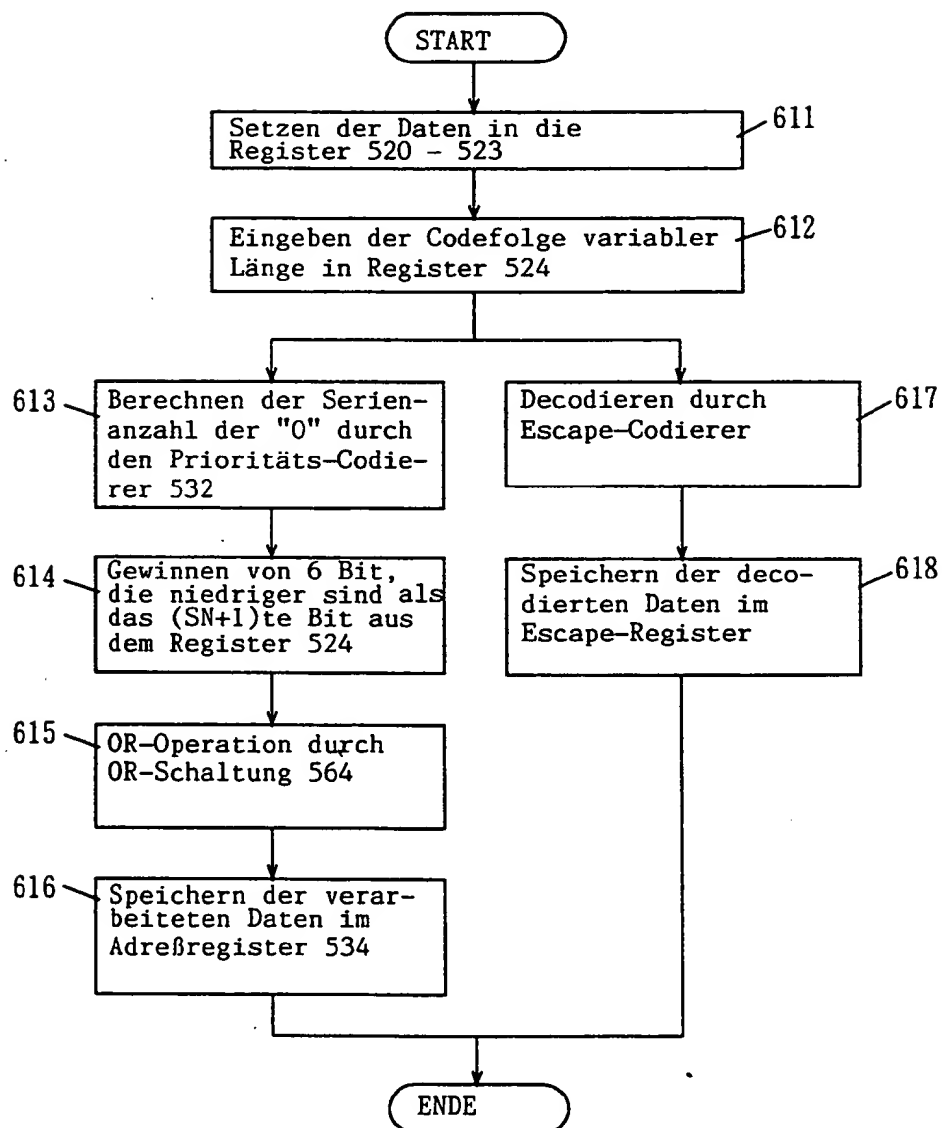 START
Setzen der Daten in die
Register 520 – 523
611
Eingeben der Codefolge variabler
Länge in Register 524
612
613
Berechnen der Serien-
anzahl der "0" durch
den Prioritäts-Codie-
rer 532
Decodieren durch
Escape-Codierer
617
614
Gewinnen von 6 Bit,
die niedriger sind als
das (SN+1)te Bit aus
dem Register 524
Speichern der deco-
dierten Daten im
Escape-Register
618
615
OR-Operation durch
OR-Schaltung 564
616
Speichern der verar-
beiteten Daten im
Adreßregister 534
ENDE